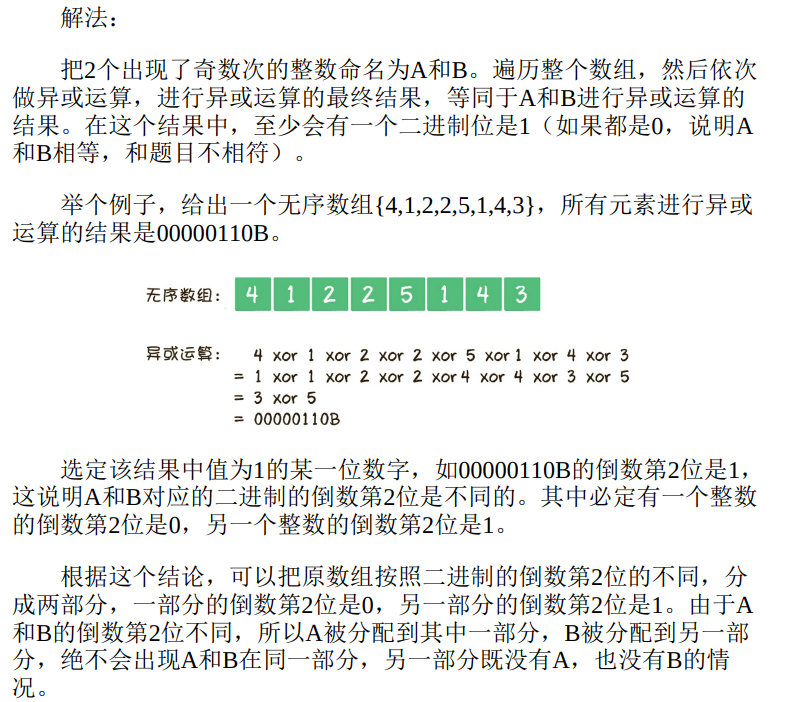 解法：
把2个出现了奇数次的整数命名为A和B。遍历整个数组，然后依次
做异或运算，进行异或运算的最终结果，等同于A和B进行异或运算的
结果。在这个结果中，至少会有一个二进制位是1（如果都是0，说明A
和B相等，和题目不相符）。
举个例子，给出一个无序数组{4,1,2,2,5,1,4,3}，所有元素进行异或
运算的结果是00000110B。
无序数组： 4 1 2 2 5 1 4 3
异或运算： 4 xor 1 xor 2 xor 2 xor 5 xor 1 xor 4 xor 3
= 1 xor 1 xor 2 xor 2 xor 4 xor 4 xor 3 xor 5
= 3 xor 5
= 00000110B
选定该结果中值为1的某一位数字，如00000110B的倒数第2位是1，
这说明A和B对应的二进制的倒数第2位是不同的。其中必定有一个整数
的倒数第2位是0，另一个整数的倒数第2位是1。
根据这个结论，可以把原数组按照二进制的倒数第2位的不同，分
成两部分，一部分的倒数第2位是0，另一部分的倒数第2位是1。由于A
和B的倒数第2位不同，所以A被分配到其中一部分，B被分配到另一部
分，绝不会出现A和B在同一部分，另一部分既没有A，也没有B的情
况。